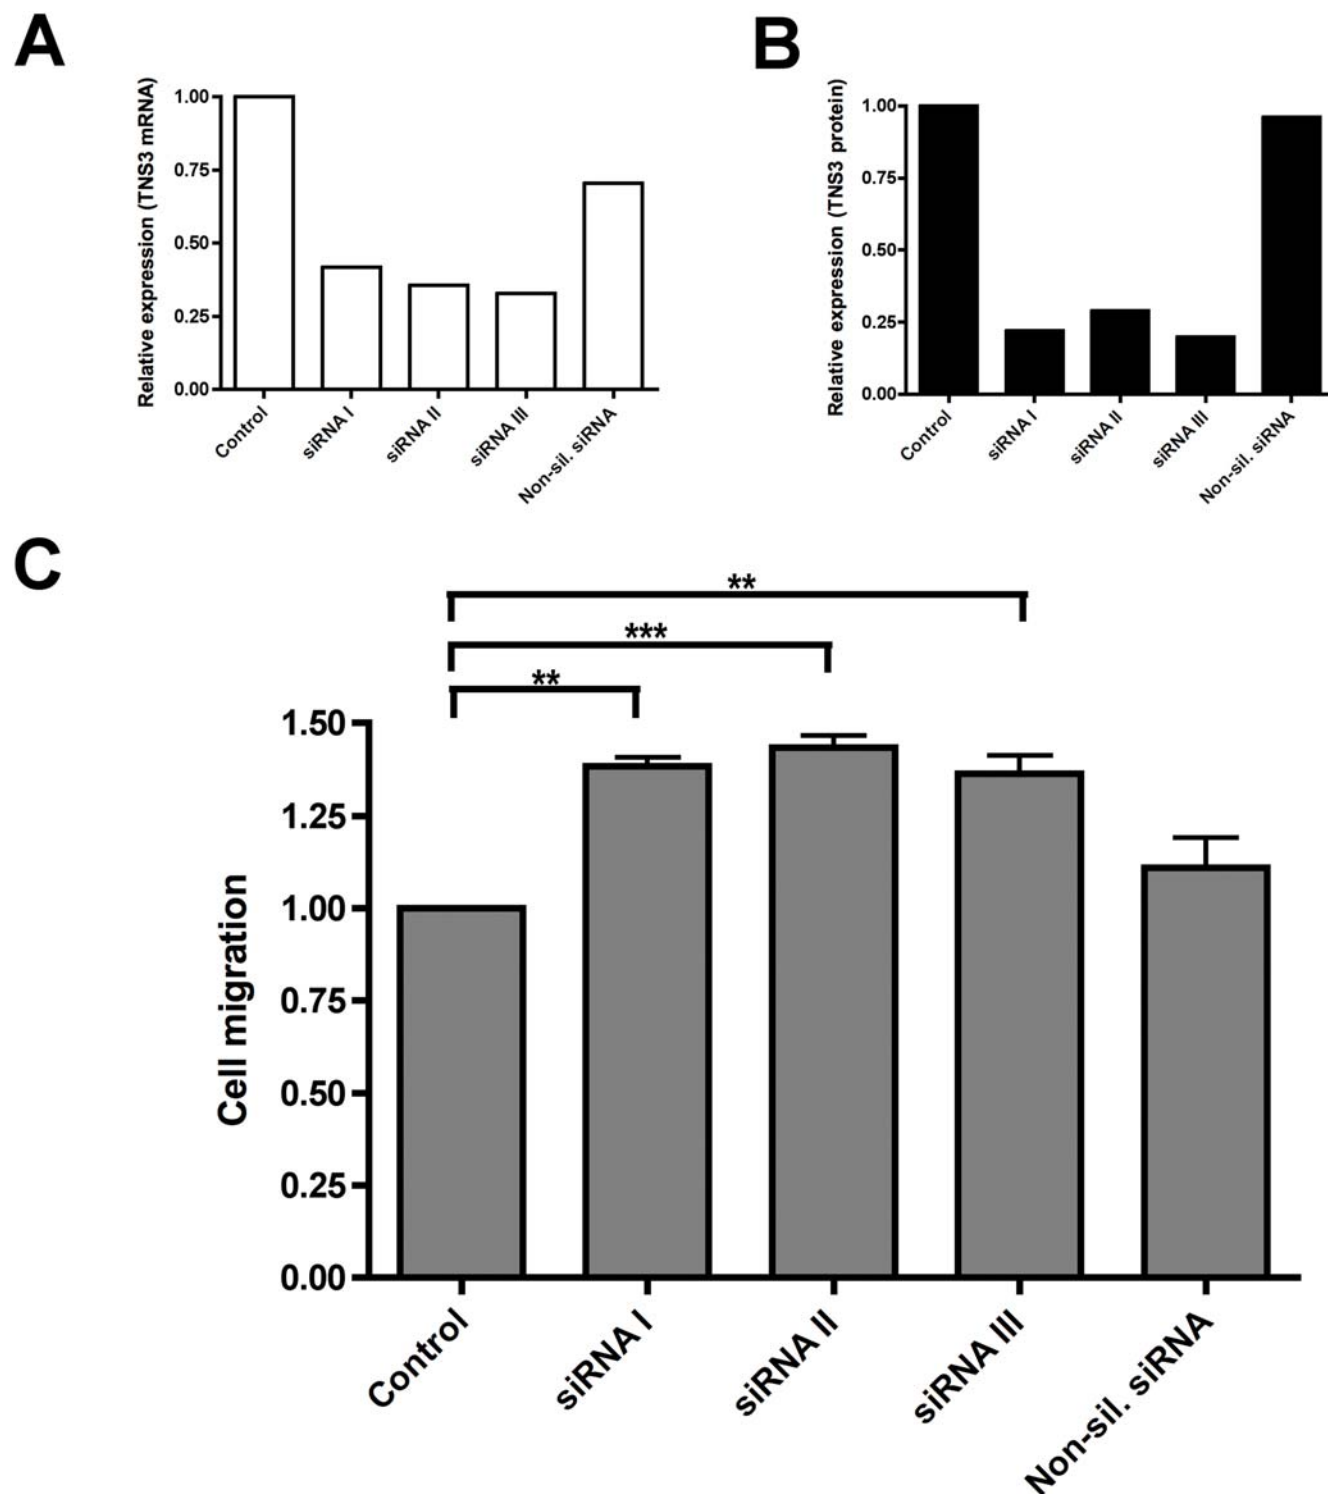 A
Relative expression (TNS3 mRNA)
1.00
0.75
0.50
0.25
0.00
Control
siRNA I
siRNA II
siRNA III
Non-sil. siRNA
B
Relative expression (TNS3 protein)
1.00
0.75
0.50
0.25
0.00
Control
siRNA I
siRNA II
siRNA III
Non-sil. siRNA
C
**
***
**
Cell migration
1.50
1.25
1.00
0.75
0.50
0.25
0.00
Control
siRNA I
siRNA II
siRNA III
Non-sil. siRNA